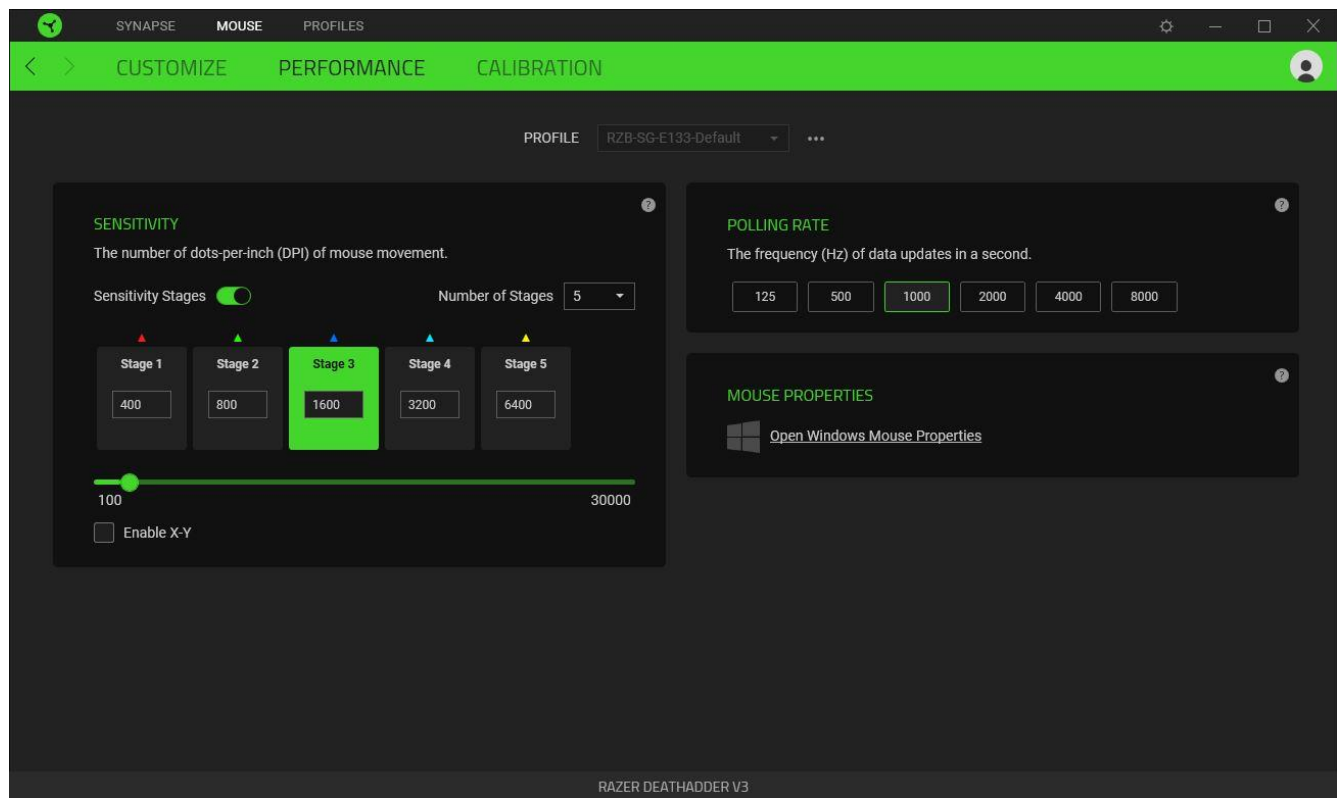 SYNAPSE MOUSE PROFILES
CUSTOMIZE PERFORMANCE CALIBRATION
PROFILE RZB-SG-E133-Default
SENSITIVITY
The number of dots-per-inch (DPI) of mouse movement.
Sensitivity Stages Number of Stages 5
Stage 1 Stage 2 Stage 3 Stage 4 Stage 5
400 800 1600 3200 6400
100 30000
Enable X-Y
POLLING RATE
The frequency (Hz) of data updates in a second.
125 500 1000 2000 4000 8000
MOUSE PROPERTIES
Open Windows Mouse Properties
RAZER DEATHADDER V3